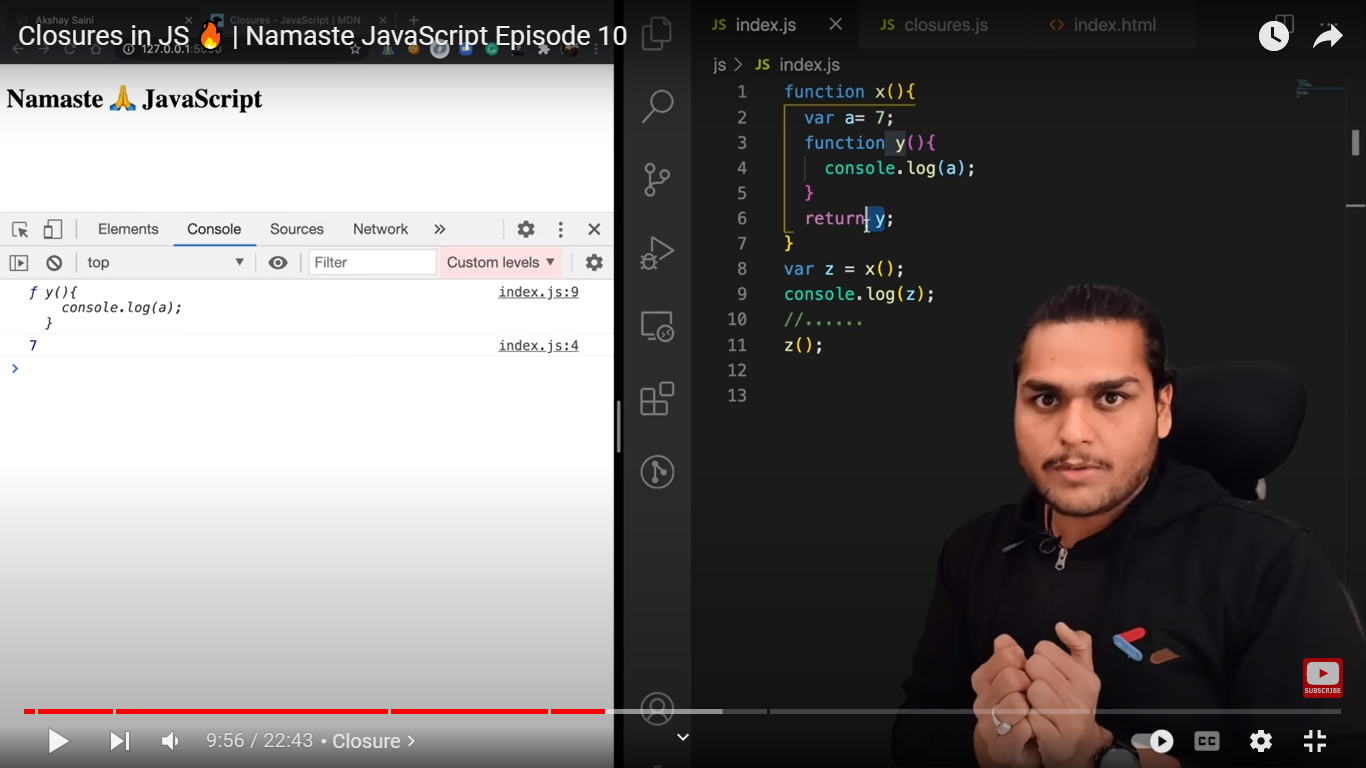 Akshay Saini
Closures - JavaScript | MDN
Closures in JS 🔥 | Namaste JavaScript Episode 10
127.0.0.1:5
Namaste 🙏 JavaScript
Elements Console Sources Network »
top Filter Custom levels
ƒ y(){ index.js:9
console.log(a);
}
7 index.js:4
>
JS index.js JS closures.js <> index.html
js > JS index.js
1 function x(){
2 var a= 7;
3 function y(){
4 console.log(a);
5 }
6 return y;
7 }
8 var z = x();
9 console.log(z);
10 //......
11 z();
12
13
SUBSCRIBE
9:56 / 22:43 • Closure >
CC